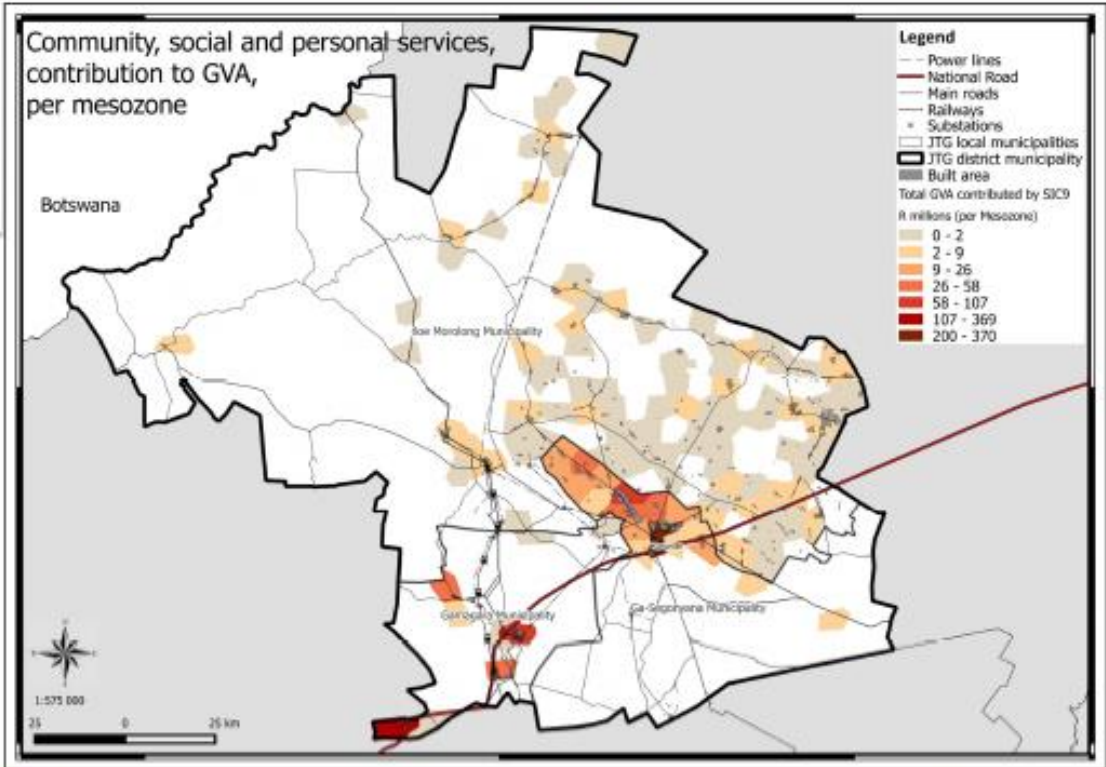 Community, social and personal services,
contribution to GVA,
per mesozone
Botswana
Municipality
Gamagara Municipality
Ga-Segonyana Municipality
1:575 000
25 0 25 km
Legend
Power lines
National Road
Main roads
Railways
Substations
JTG local municipalities
JTG district municipality
Built area
Total GVA contributed by SIC9
R millions (per Mesozone)
0 - 2
2 - 9
9 - 26
26 - 58
58 - 107
107 - 369
200 - 370